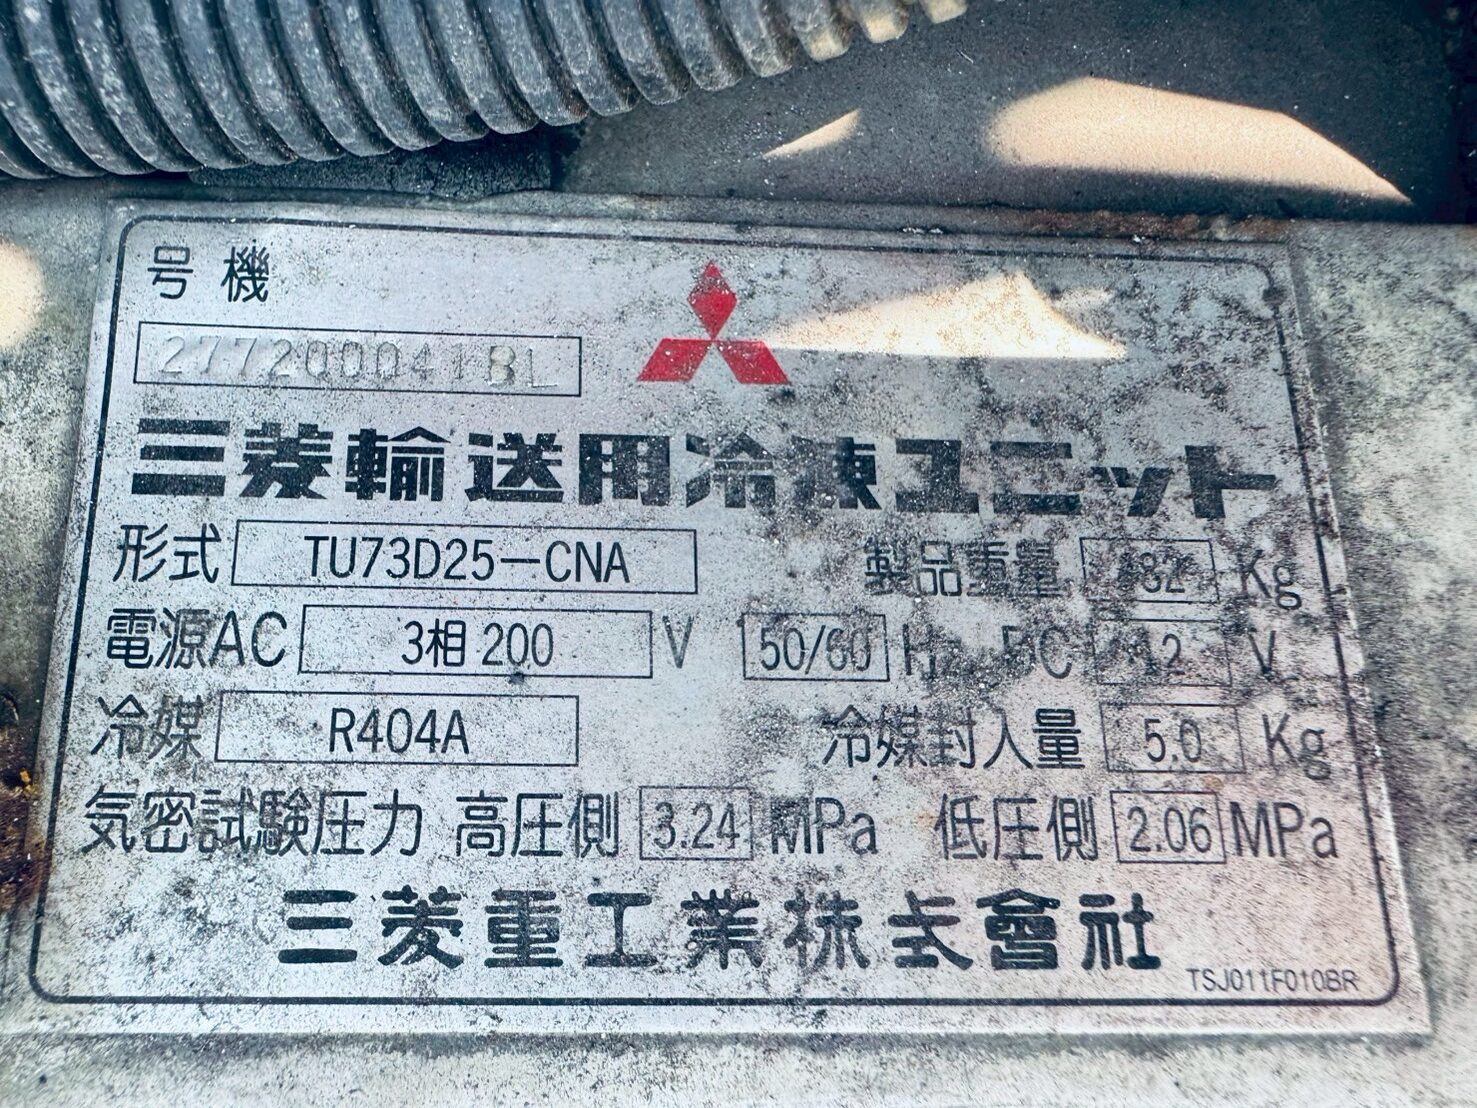 号機
277200041BL
三菱輸送用冷凍ユニット
形式 TU73D25-CNA 製品重量 482 Kg
電源AC 3相 200 V 50/60 Hz DC 12 V
冷媒 R404A 冷媒封入量 5.0 Kg
気密試験圧力 高圧側 3.24 MPa 低圧側 2.06 MPa
三菱重工業株式會社
TSJ011F010BR